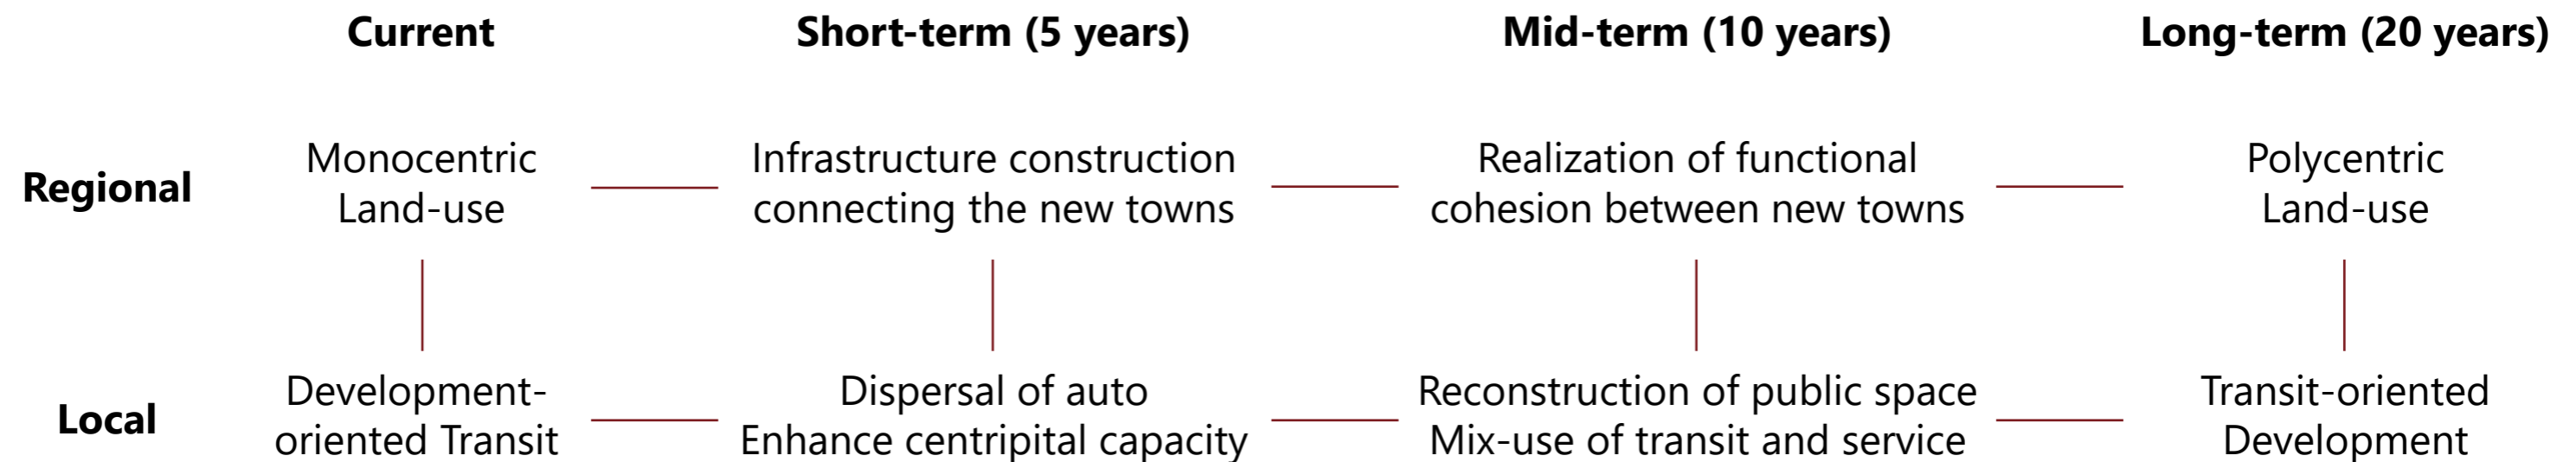 Current
Short-term (5 years)
Mid-term (10 years)
Long-term (20 years)
Regional
Monocentric
Land-use
Infrastructure construction
connecting the new towns
Realization of functional
cohesion between new towns
Polycentric
Land-use
Local
Development-
oriented Transit
Dispersal of auto
Enhance centripital capacity
Reconstruction of public space
Mix-use of transit and service
Transit-oriented
Development